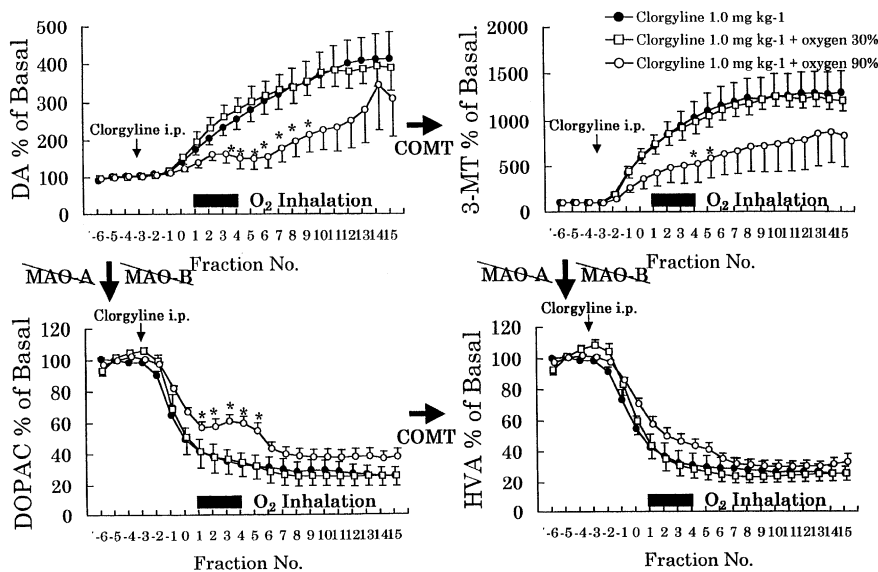 DA % of Basal
500
400
300
200
100
0
Clorgyline i.p.
* * * * * * *
O2 Inhalation
'-6-5-4-3-2-1 0 1 2 3 4 5 6 7 8 9 10 11 12 13 14 15
Fraction No.
COMT
3-MT % of Basal.
2000
1500
1000
500
0
Clorgyline 1.0 mg kg-1
Clorgyline 1.0 mg kg-1 + oxygen 30%
Clorgyline 1.0 mg kg-1 + oxygen 90%
Clorgyline i.p.
* *
O2 Inhalation
'-6-5-4-3-2-1 0 1 2 3 4 5 6 7 8 9 10 11 12 13 14 15
Fraction No.
MAO-A MAO-B
MAO-A MAO-B
DOPAC % of Basal
120
100
80
60
40
20
0
Clorgyline i.p.
* * * * *
O2 Inhalation
'-6-5-4-3-2-1 0 1 2 3 4 5 6 7 8 9 10 11 12 13 14 15
Fraction No.
COMT
HVA % of Basal
120
100
80
60
40
20
0
Clorgyline i.p.
O2 Inhalation
'-6-5-4-3-2-1 0 1 2 3 4 5 6 7 8 9 10 11 12 13 14 15
Fraction No.